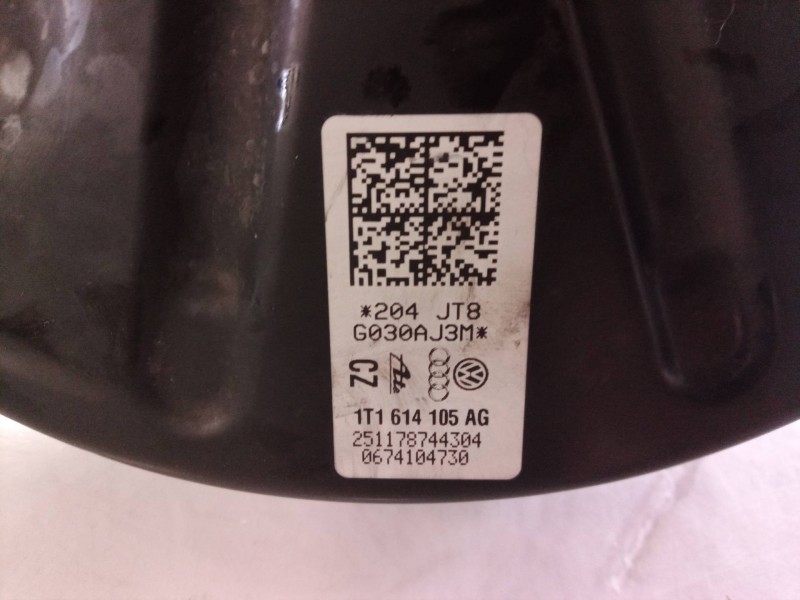 *204 JT8
G030AJ3M*
CZ
1T1 614 105 AG
251178744304
0674104730